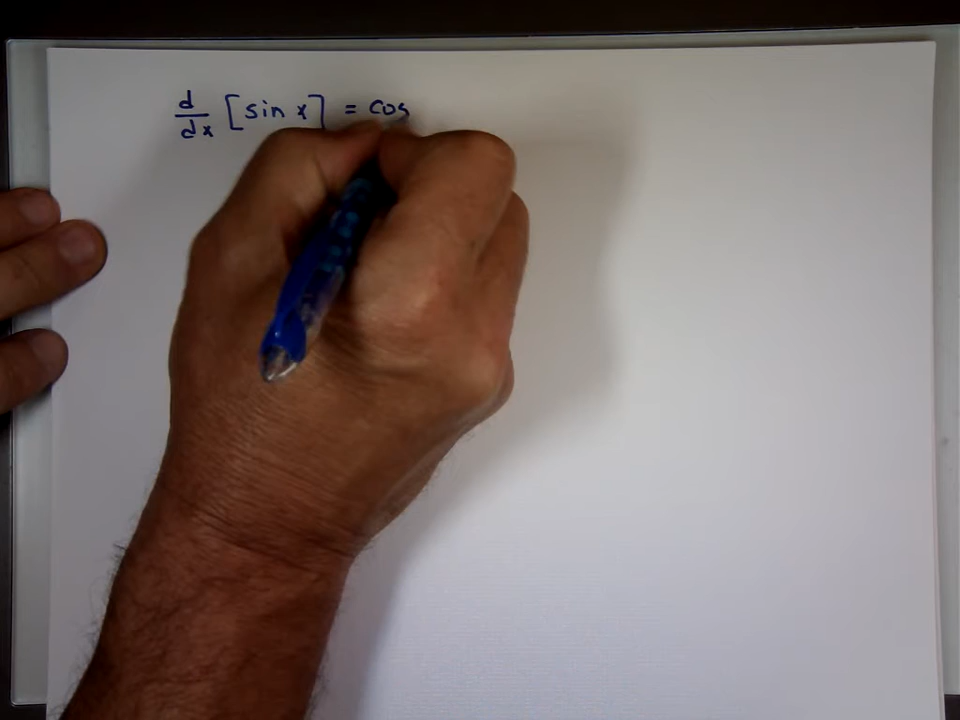 d/dx [sin x] = cos